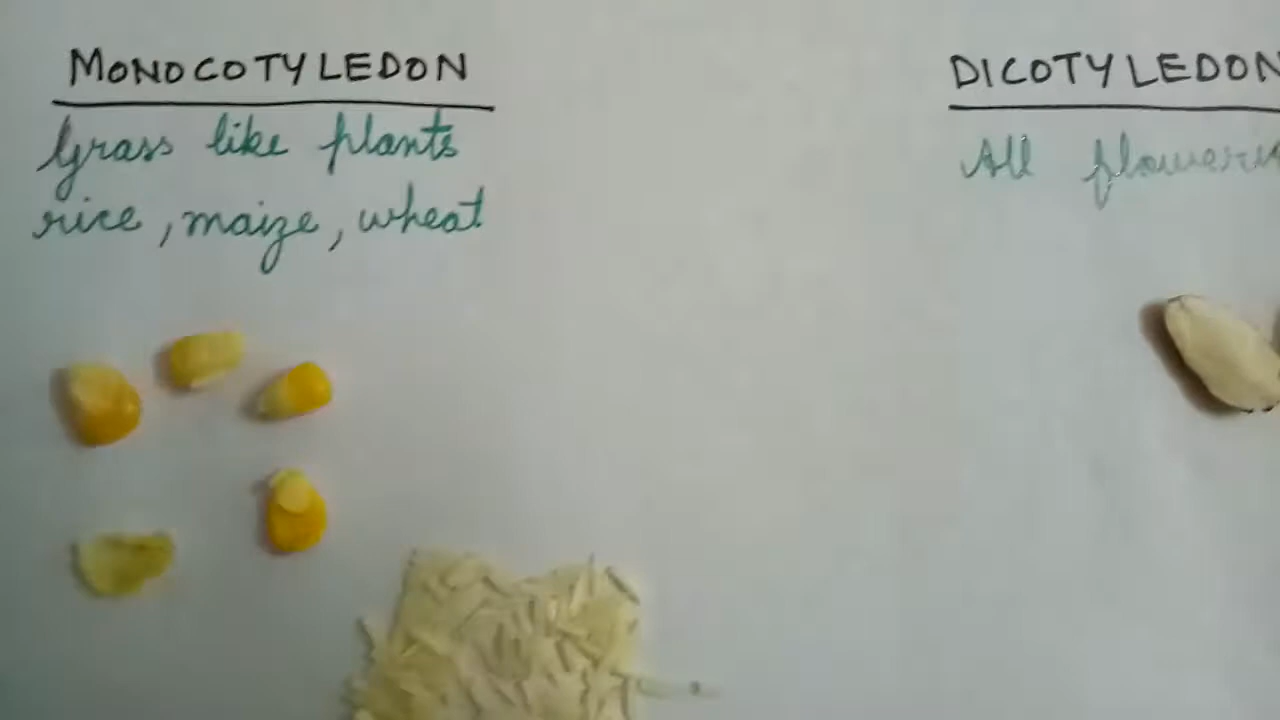 MONOCOTYLEDON
Grass like plants
rice, maize, wheat
DICOTYLEDON
All